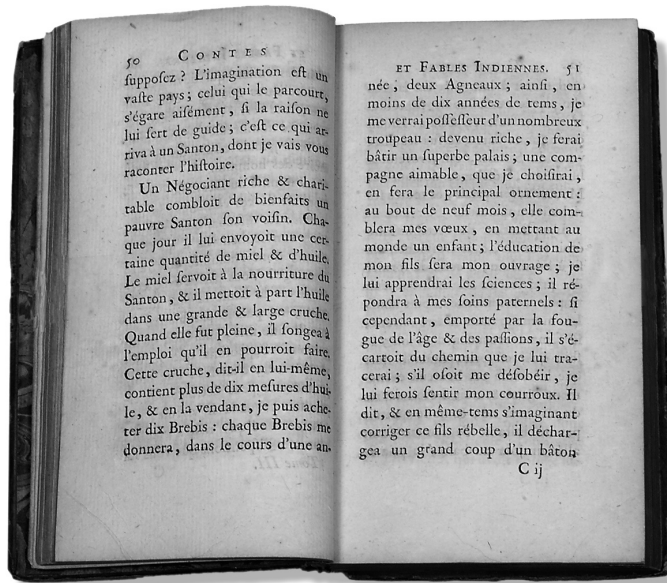 50 CONTES
ſuppoſez ? L'imagination eſt un
vaſte pays ; celui qui le parcourt,
s'égare aiſément, ſi la raiſon ne
lui ſert de guide ; c'eſt ce qui ar-
riva à un Santon, dont je vais vous
raconter l'hiſtoire.
Un Négociant riche & chari-
table combloit de bienfaits un
pauvre Santon ſon voiſin. Cha-
que jour il lui envoyoit une cer-
taine quantité de miel & d'huile.
Le miel ſervoit à la nourriture du
Santon, & il mettoit à part l'huile
dans une grande & large cruche.
Quand elle fut pleine, il ſongea à
l'emploi qu'il en pourroit faire.
Cette cruche, dit-il en lui-même,
contient plus de dix meſures d'hui-
le, & en la vendant, je puis ache-
ter dix Brebis : chaque Brebis me
donnera, dans le cours d'une an-
ET FABLES INDIENNES. 51
née, deux Agneaux ; ainſi, en
moins de dix années de tems, je
me verrai poſſeſſeur d'un nombreux
troupeau : devenu riche, je ferai
bâtir un ſuperbe palais ; une com-
pagne aimable, que je choiſirai,
en fera le principal ornement :
au bout de neuf mois, elle com-
blera mes vœux, en mettant au
monde un enfant ; l'éducation de
mon fils ſera mon ouvrage ; je
lui apprendrai les ſciences ; il ré-
pondra à mes ſoins paternels : ſi
cependant, emporté par la fou-
gue de l'âge & des paſſions, il s'é-
cartoit du chemin que je lui tra-
cerai ; s'il oſoit me déſobéir, je
lui ferois ſentir mon courroux. Il
dit, & en même-tems s'imaginant
corriger ce fils rébelle, il déchar-
gea un grand coup d'un bâton
C ij